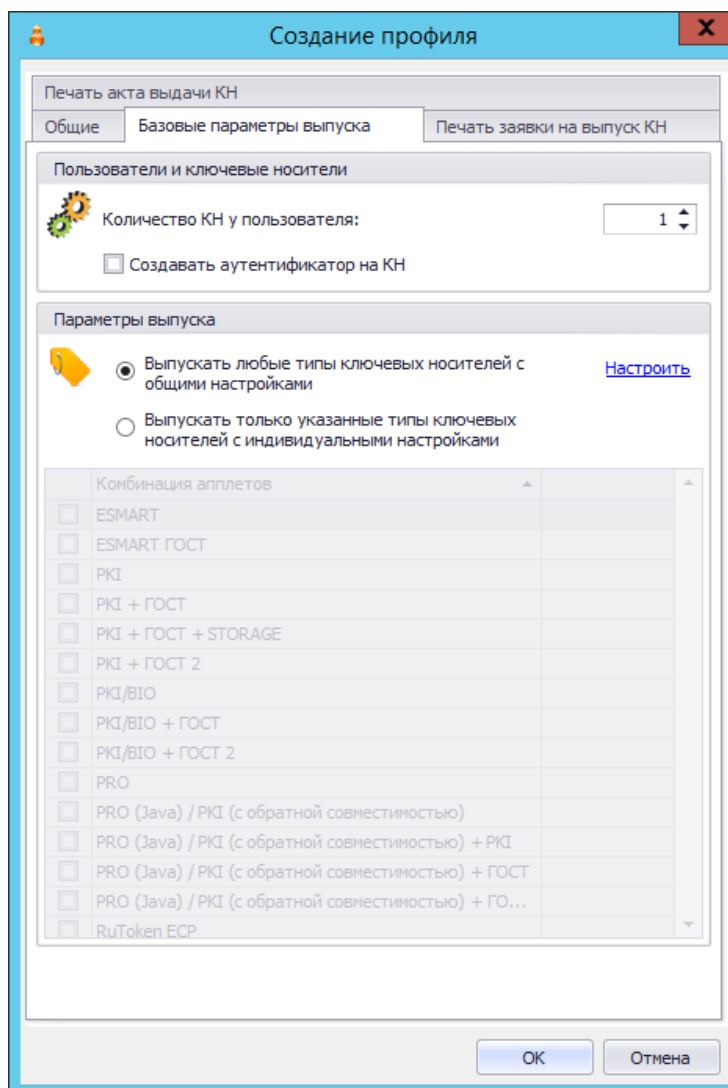 Создание профиля
X
Печать акта выдачи КН
Общие
Базовые параметры выпуска
Печать заявки на выпуск КН
Пользователи и ключевые носители
Количество КН у пользователя:
1
Создавать аутентификатор на КН
Параметры выпуска
Выпускать любые типы ключевых носителей с
общими настройками
Настроить
Выпускать только указанные типы ключевых
носителей с индивидуальными настройками
Комбинация апплетов
ESMART
ESMART ГОСТ
PKI
PKI + ГОСТ
PKI + ГОСТ + STORAGE
PKI + ГОСТ 2
PKI/BIO
PKI/BIO + ГОСТ
PKI/BIO + ГОСТ 2
PRO
PRO (Java) / PKI (с обратной совместимостью)
PRO (Java) / PKI (с обратной совместимостью) + PKI
PRO (Java) / PKI (с обратной совместимостью) + ГОСТ
PRO (Java) / PKI (с обратной совместимостью) + ГО...
RuToken ECP
OK
Отмена